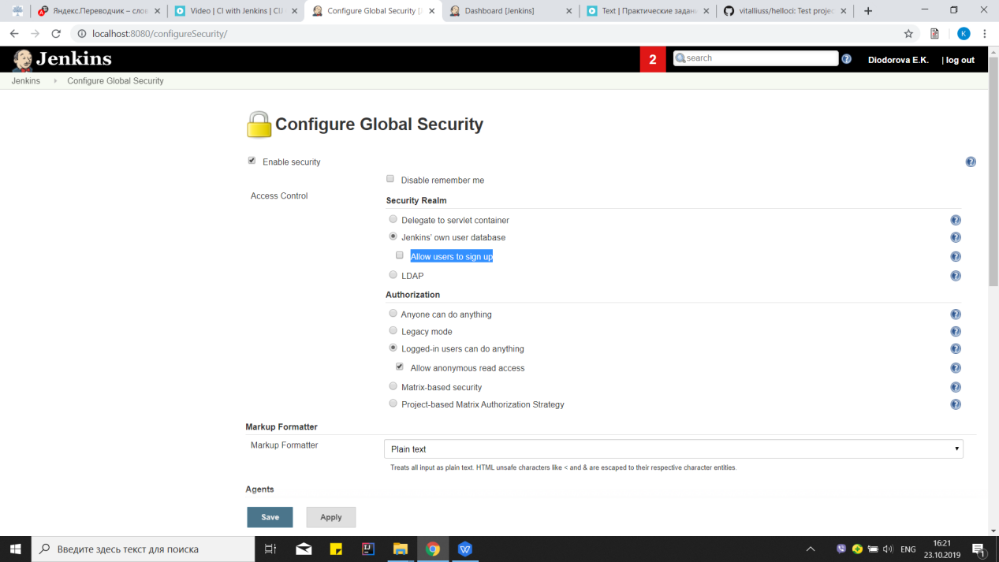 Яндекс.Переводчик – слов
Video | CI with Jenkins | CU
Configure Global Security [J
Dashboard [Jenkins]
Text | Практические задани
vitalliuss/helloci: Test projec
localhost:8080/configureSecurity/
K
Jenkins
2
search
Diodorova E.K.
| log out
Jenkins
Configure Global Security
Configure Global Security
Enable security
Disable remember me
Access Control
Security Realm
Delegate to servlet container
Jenkins' own user database
Allow users to sign up
LDAP
Authorization
Anyone can do anything
Legacy mode
Logged-in users can do anything
Allow anonymous read access
Matrix-based security
Project-based Matrix Authorization Strategy
Markup Formatter
Markup Formatter
Plain text
Treats all input as plain text. HTML unsafe characters like < and & are escaped to their respective character entities.
Agents
Save
Apply
Введите здесь текст для поиска
ENG
16:21
23.10.2019
1